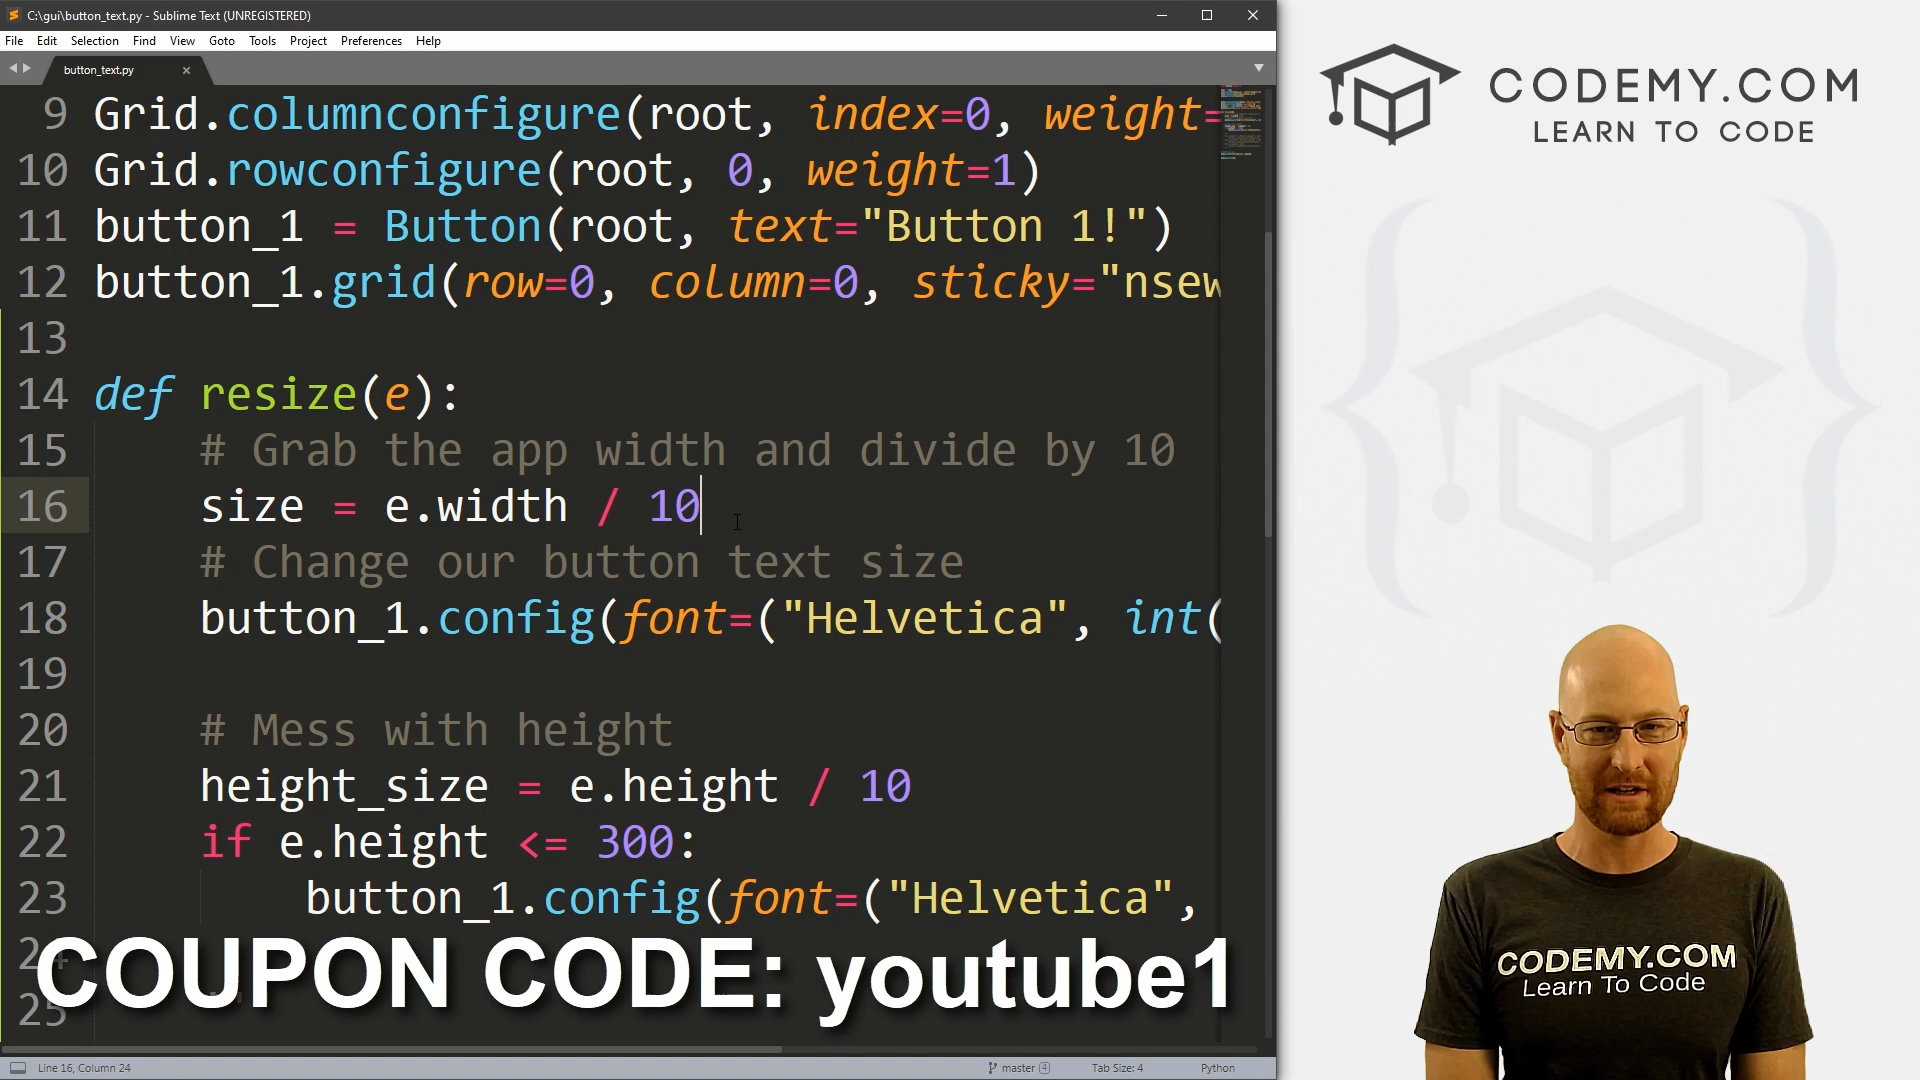 C:\gui\button_text.py - Sublime Text (UNREGISTERED)
File Edit Selection Find View Goto Tools Project Preferences Help
button_text.py
9 Grid.columnconfigure(root, index=0, weight=
10 Grid.rowconfigure(root, 0, weight=1)
11 button_1 = Button(root, text="Button 1!")
12 button_1.grid(row=0, column=0, sticky="nsew
13
14 def resize(e):
15 # Grab the app width and divide by 10
16 size = e.width / 10
17 # Change our button text size
18 button_1.config(font=("Helvetica", int(
19
20 # Mess with height
21 height_size = e.height / 10
22 if e.height <= 300:
23 button_1.config(font=("Helvetica",
24
25
COUPON CODE: youtube1
Line 16, Column 24
master 4
Tab Size: 4
Python
CODEMY.COM
LEARN TO CODE
CODEMY.COM
Learn To Code